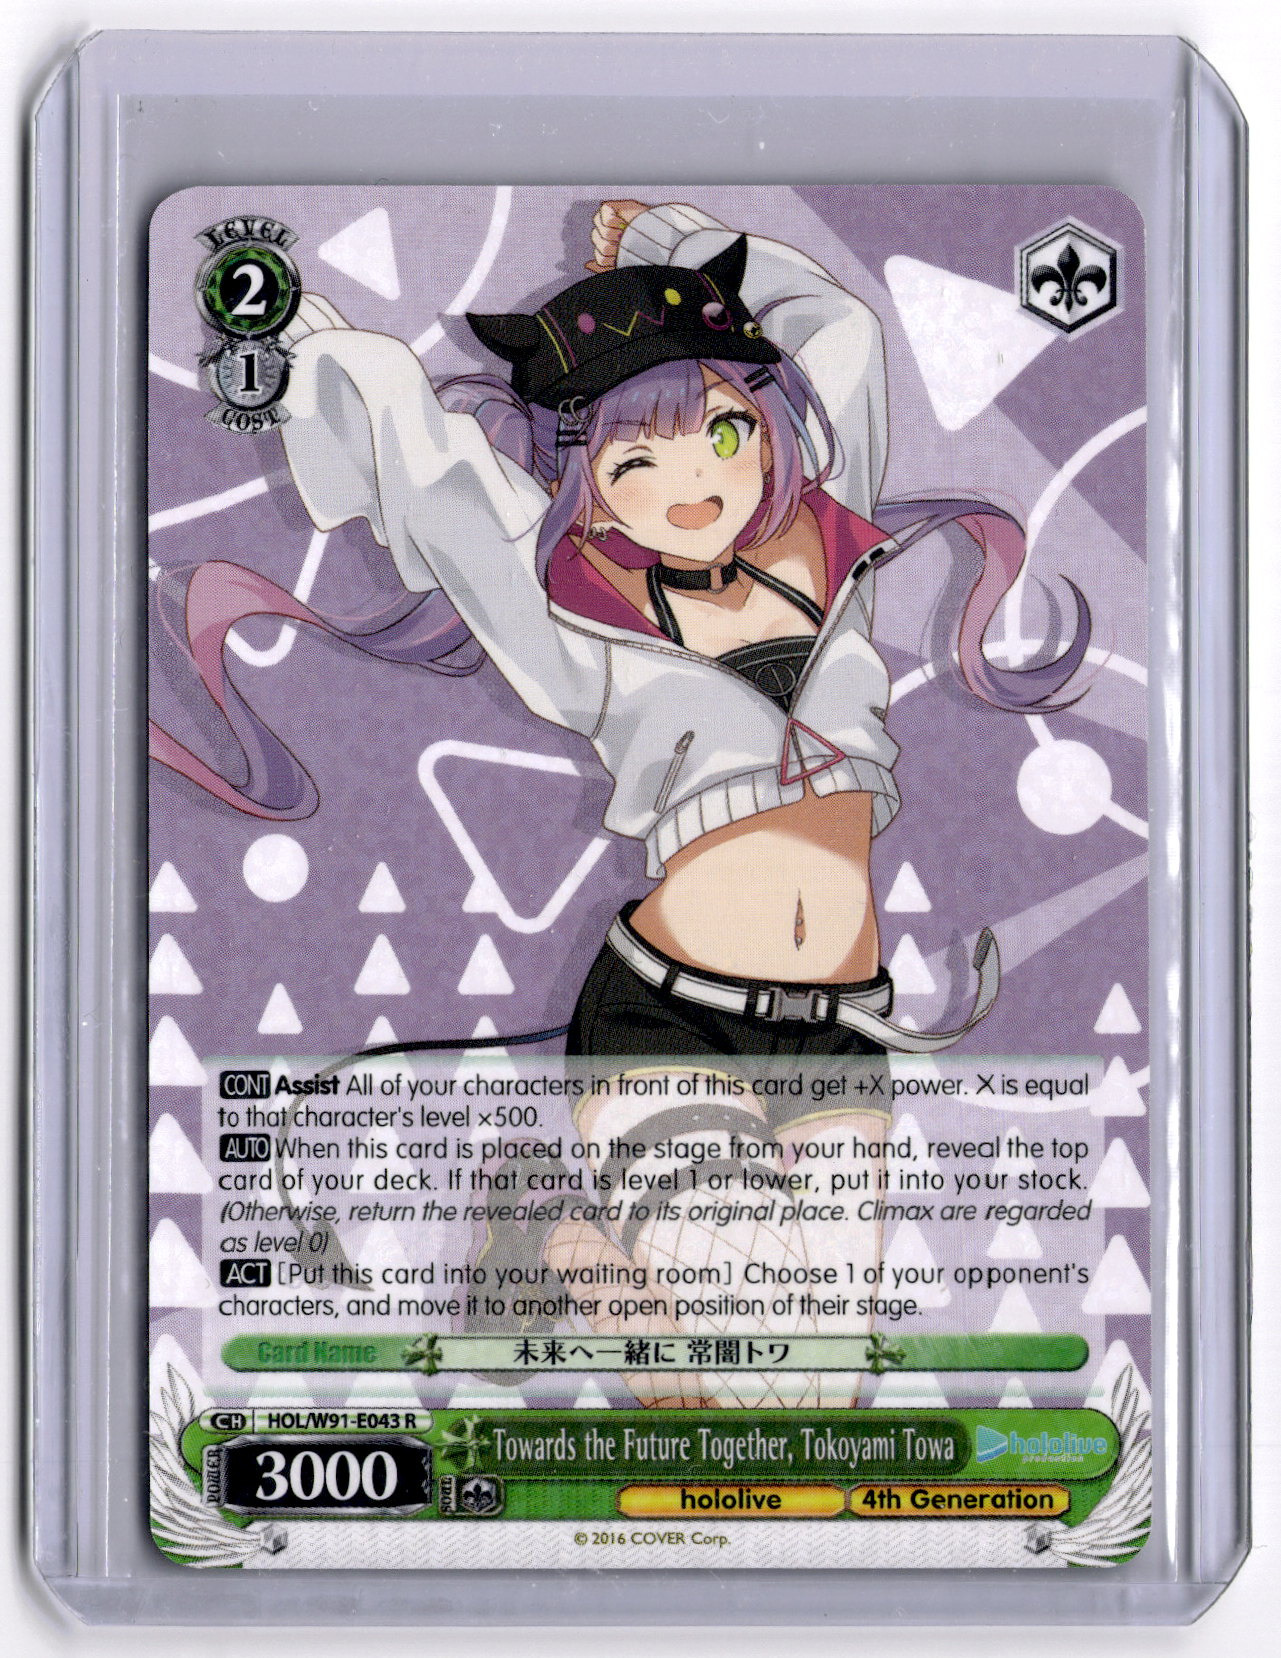 LEVEL
2
1
COST
CONT Assist All of your characters in front of this card get +X power. X is equal
to that character's level ×500.
AUTO When this card is placed on the stage from your hand, reveal the top
card of your deck. If that card is level 1 or lower, put it into your stock.
(Otherwise, return the revealed card to its original place. Climax are regarded
as level 0)
ACT [Put this card into your waiting room] Choose 1 of your opponent's
characters, and move it to another open position of their stage.
Card Name 未来へ一緒に 常闇トワ
CH HOL/W91-E043 R
POWER 3000
Towards the Future Together, Tokoyami Towa
hololive production
SOUL
hololive 4th Generation
© 2016 COVER Corp.